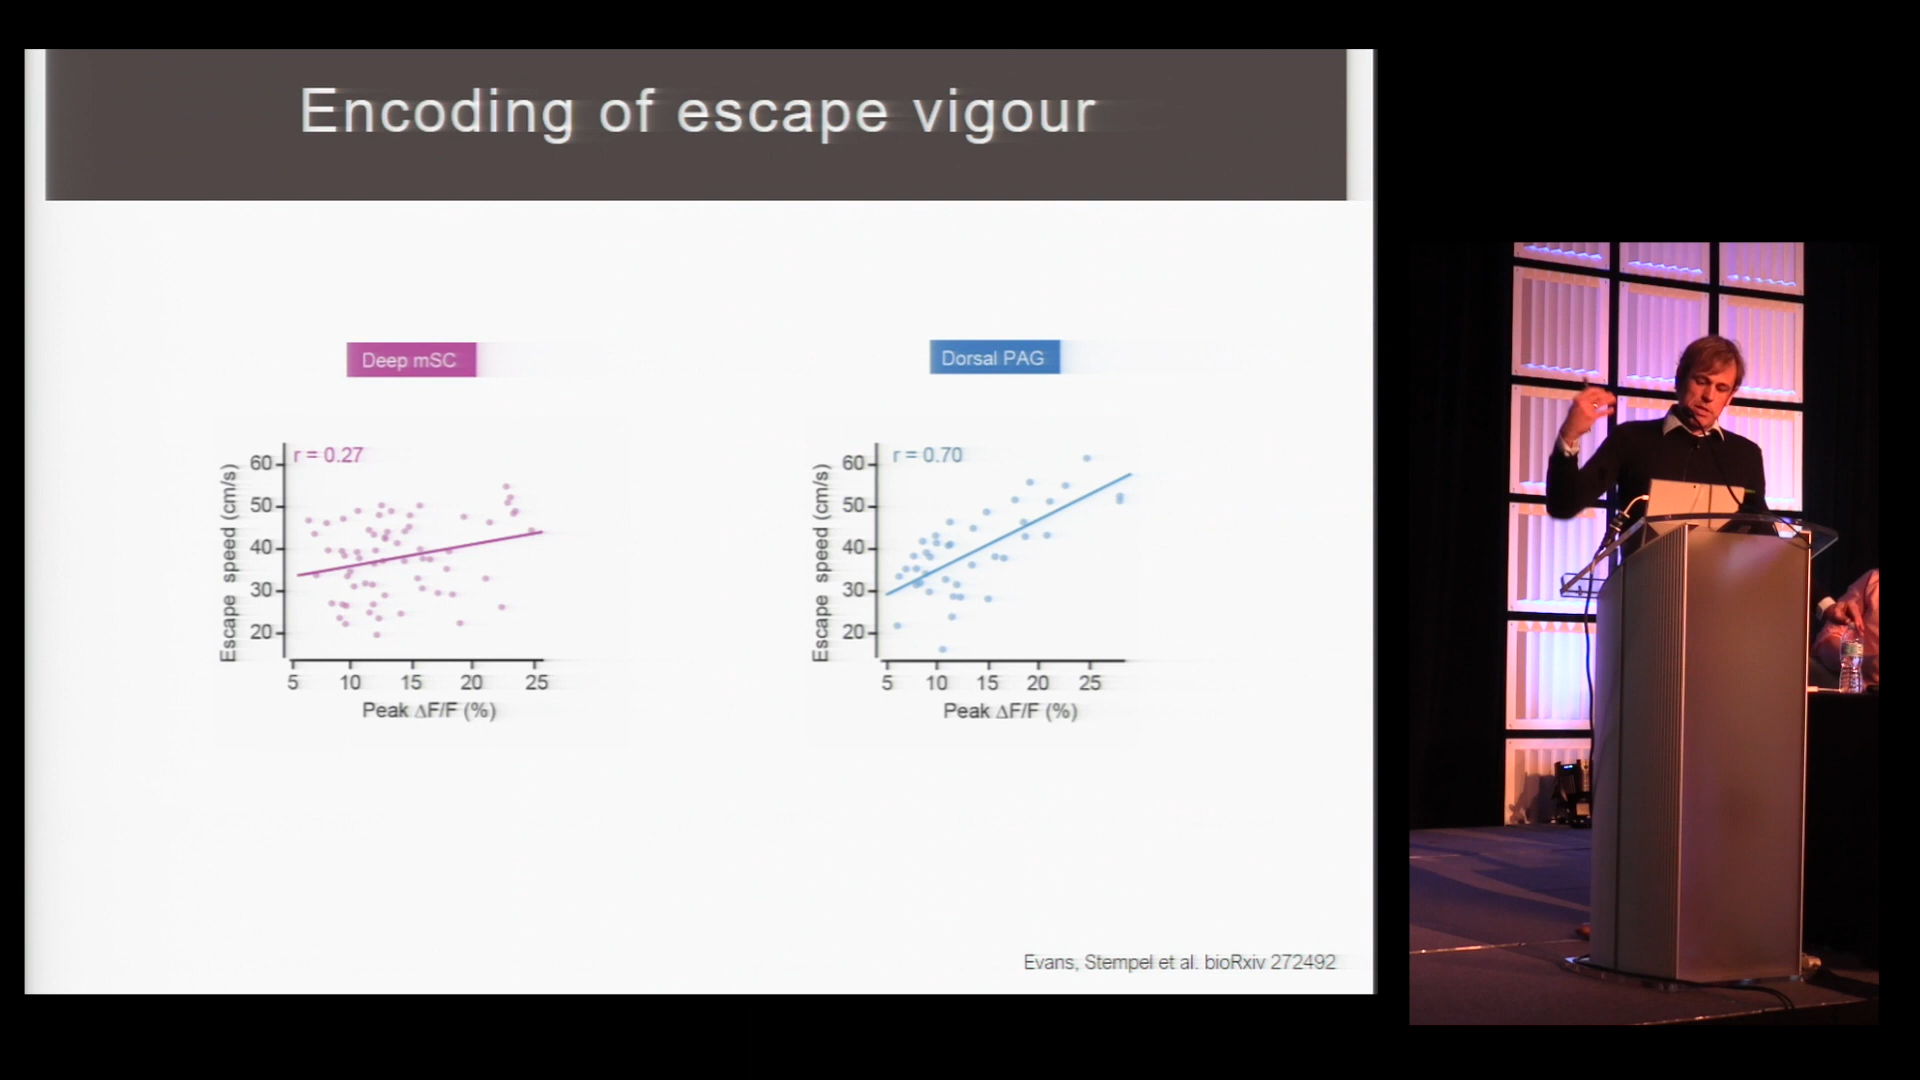 Encoding of escape vigour
Deep mSC
r = 0.27
Escape speed (cm/s)
60
50
40
30
20
5 10 15 20 25
Peak ΔF/F (%)
Dorsal PAG
r = 0.70
Escape speed (cm/s)
60
50
40
30
20
5 10 15 20 25
Peak ΔF/F (%)
Evans, Stempel et al. bioRxiv 272492